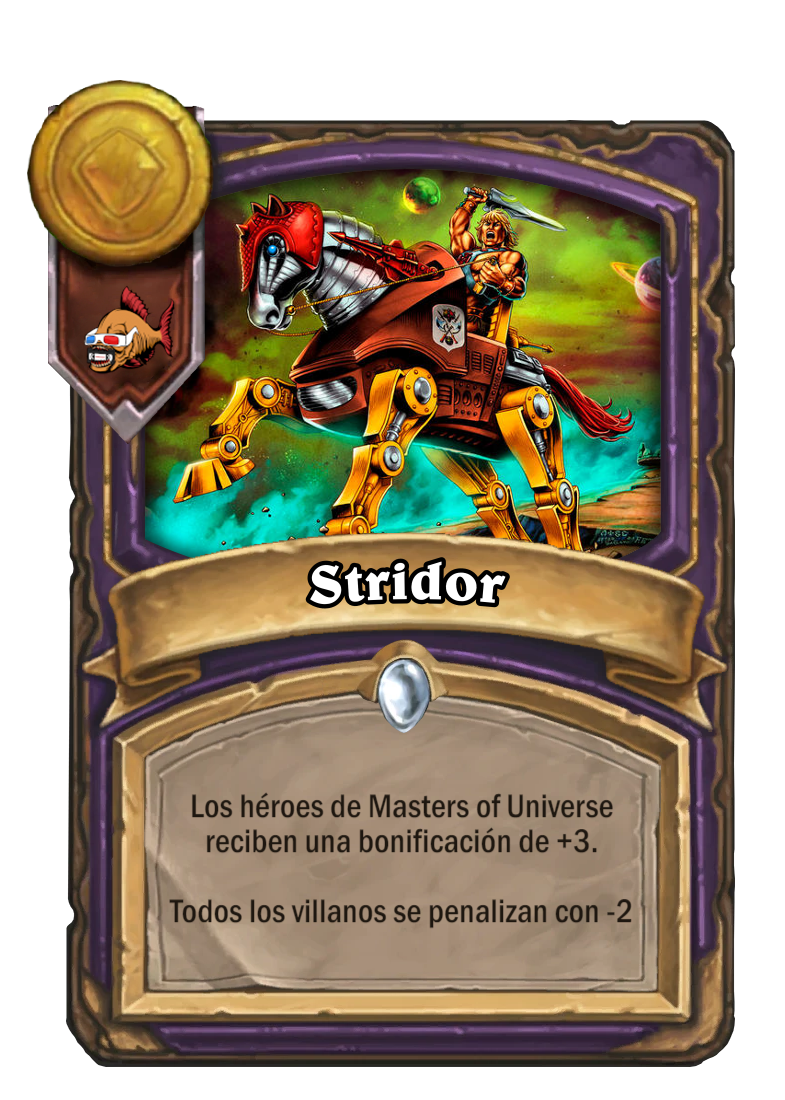 Stridor
Los héroes de Masters of Universe
reciben una bonificación de +3.
Todos los villanos se penalizan con -2